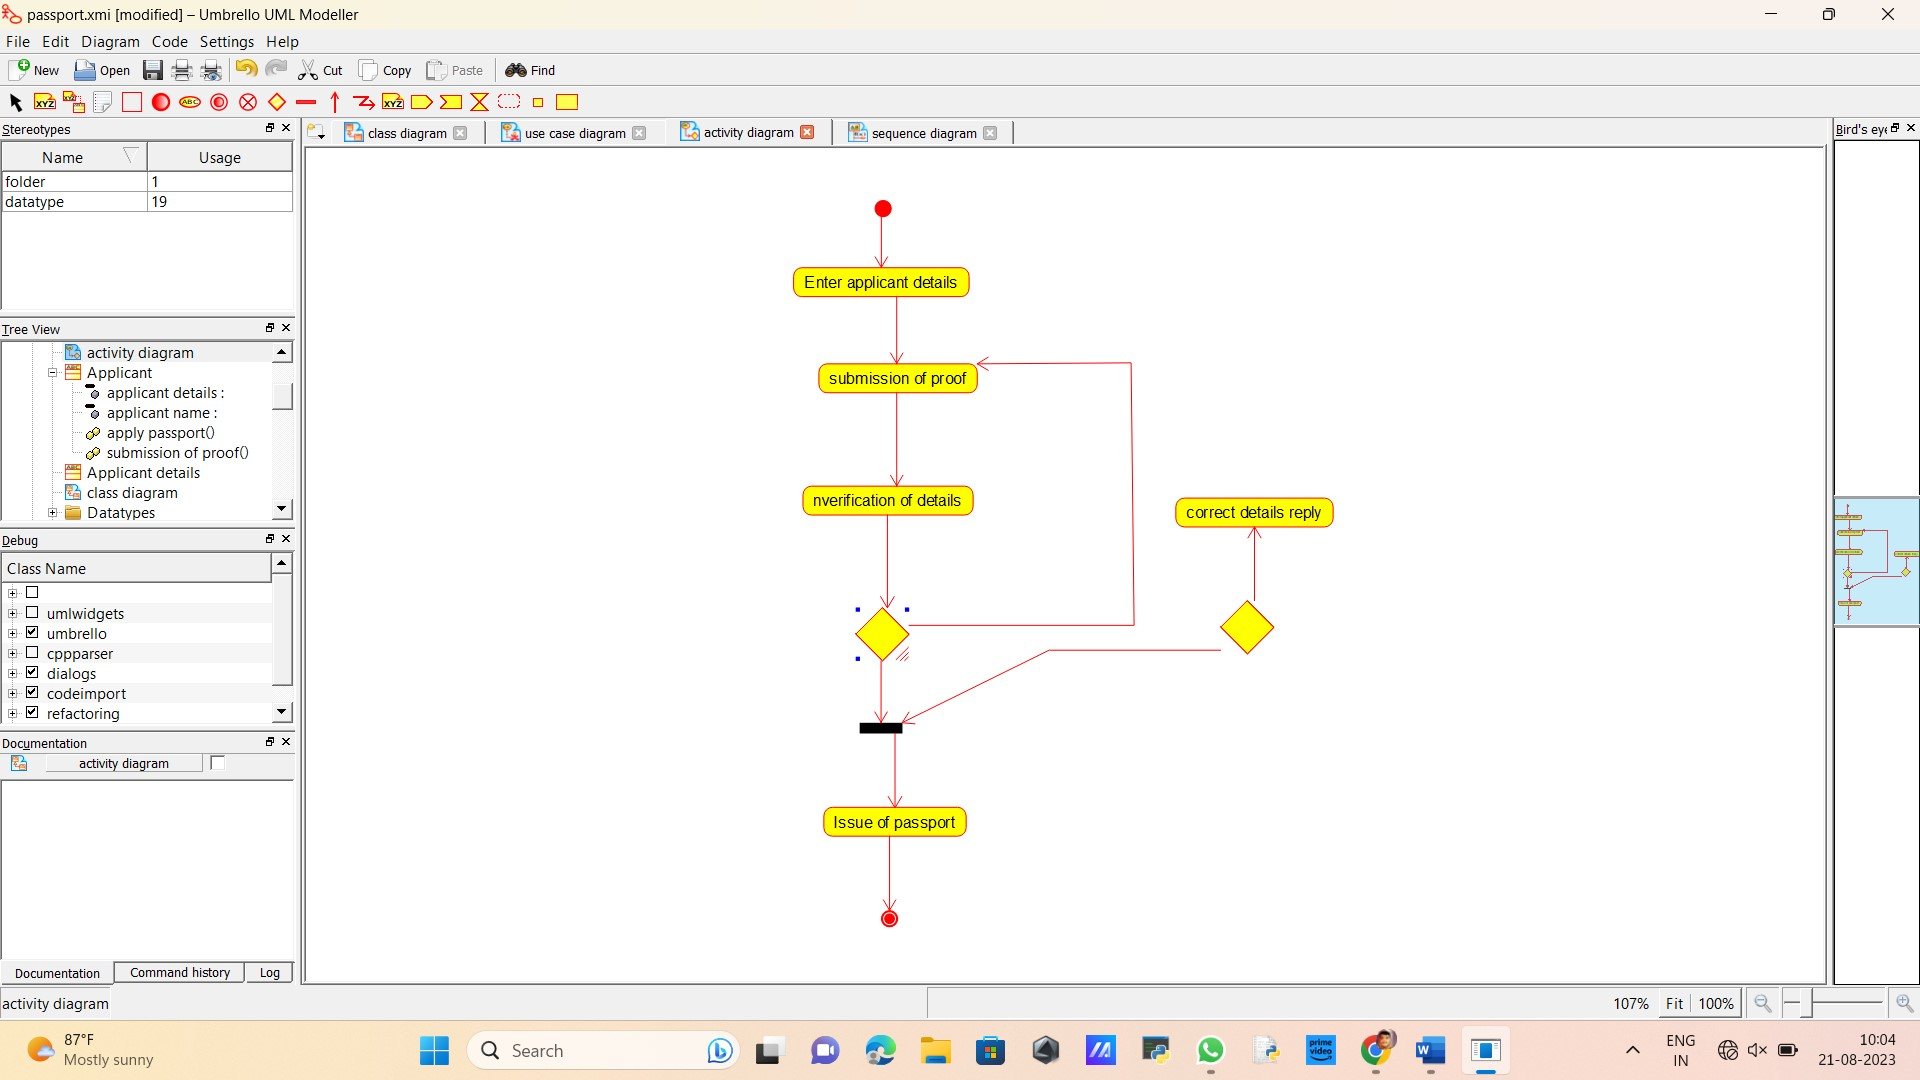 passport.xmi [modified] – Umbrello UML Modeller
File Edit Diagram Code Settings Help
New Open Cut Copy Paste Find
XYZ ABC XYZ
Stereotypes
Name Usage
folder 1
datatype 19
Tree View
activity diagram
Applicant
applicant details :
applicant name :
apply passport()
submission of proof()
Applicant details
class diagram
Datatypes
Debug
Class Name
umlwidgets
umbrello
cppparser
dialogs
codeimport
refactoring
Documentation
activity diagram
Documentation Command history Log
class diagram use case diagram activity diagram sequence diagram
Enter applicant details
submission of proof
nverification of details
correct details reply
Issue of passport
Bird's eye
activity diagram
107% Fit 100%
87°F
Mostly sunny
Search
prime video
ENG
IN
10:04
21-08-2023